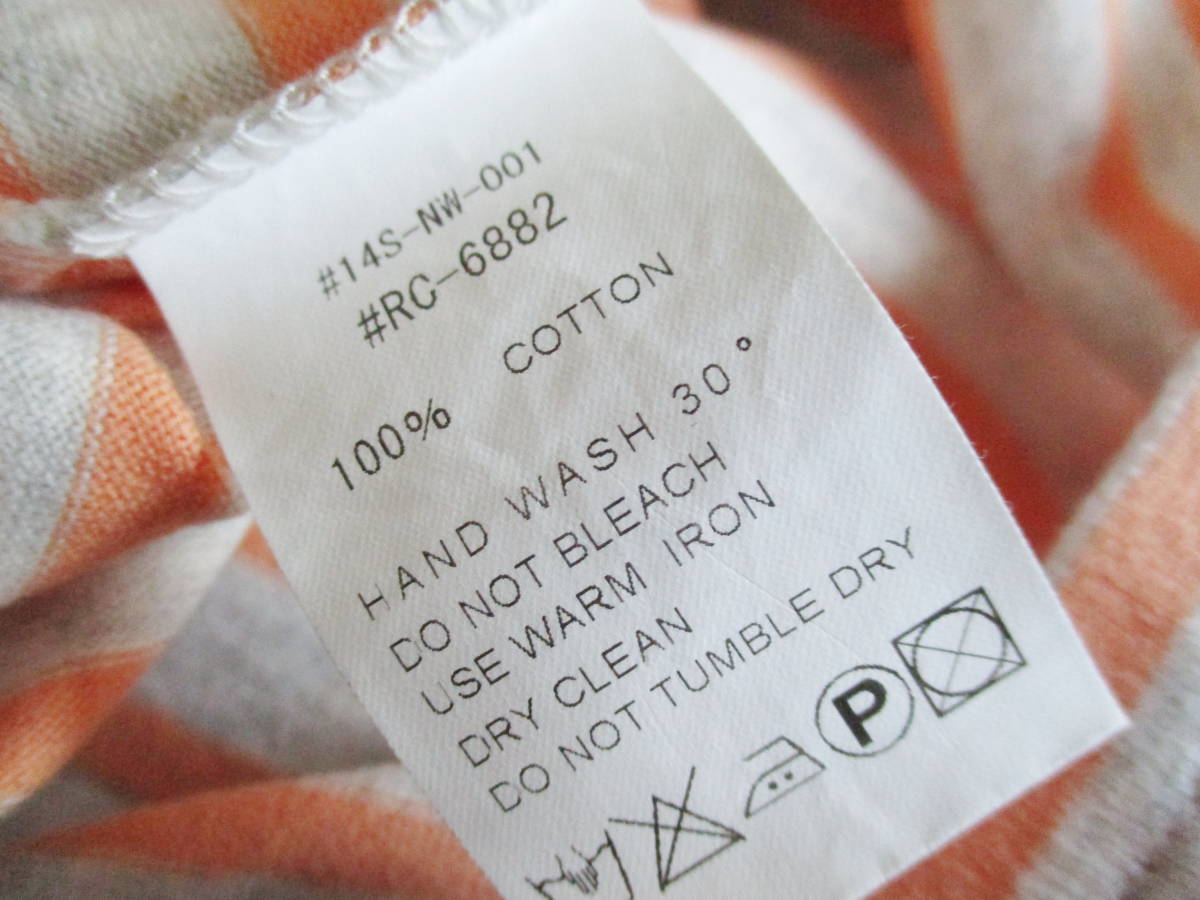 #14S-NW-001
#RC-6882
100% COTTON
HAND WASH 30°
DO NOT BLEACH
USE WARM IRON
DRY CLEAN
DO NOT TUMBLE DRY
P